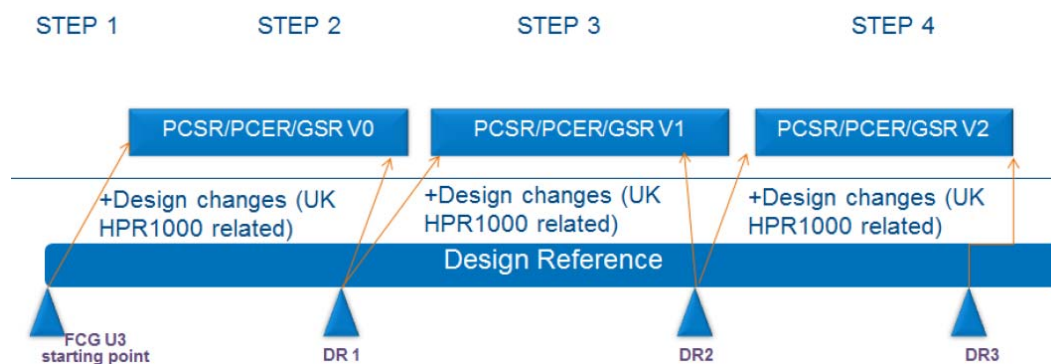 STEP 1
STEP 2
STEP 3
STEP 4
PCSR/PCER/GSR V0
PCSR/PCER/GSR V1
PCSR/PCER/GSR V2
+Design changes (UK
HPR1000 related)
+Design changes (UK
HPR1000 related)
+Design changes (UK
HPR1000 related)
Design Reference
FCG U3
starting point
DR 1
DR2
DR3